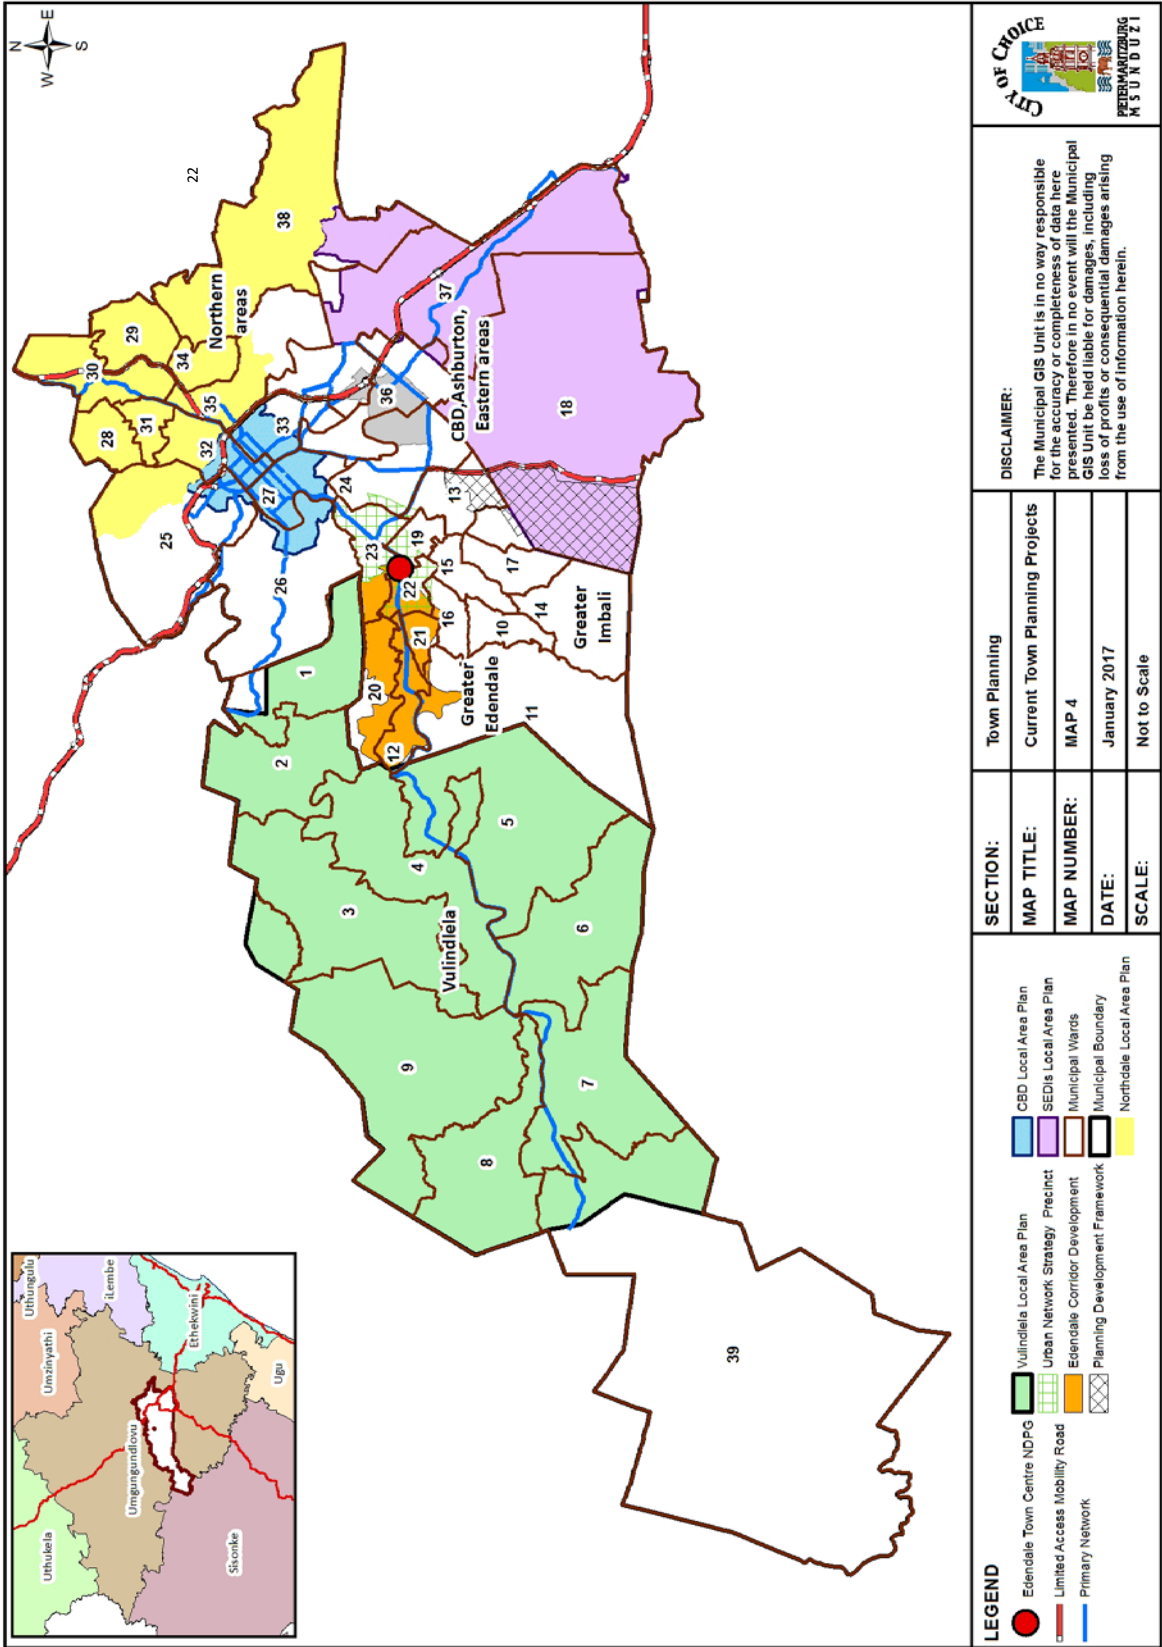 N
W
E
S
22
Uthungulu
Umzinyathi
iLembe
Uthukela
Umgungundlovu
Ethekwini
Ugu
Sisonke
30
29
28
31
34
38
Northern
areas
35
32
33
25
27
26
24
36
37
CBD,Ashburton,
Eastern areas
18
13
23
19
22
15
17
16
21
10
14
Greater
Imbali
20
Greater
Edendale
11
12
1
2
3
4
5
6
Vulindlela
7
8
9
39
LEGEND
Edendale Town Centre NDPG
Limited Access Mobility Road
Primary Network
Vulindlela Local Area Plan
Urban Network Strategy Precinct
Edendale Corridor Development
Planning Development Framework
CBD Local Area Plan
SEDis Local Area Plan
Municipal Wards
Municipal Boundary
Northdale Local Area Plan
SECTION: Town Planning
MAP TITLE: Current Town Planning Projects
MAP NUMBER: MAP 4
DATE: January 2017
SCALE: Not to Scale
DISCLAIMER:
The Municipal GIS Unit is in no way responsible
for the accuracy or completeness of data here
presented. Therefore in no event will the Municipal
GIS Unit be held liable for damages, including
loss of profits or consequential damages arising
from the use of information herein.
CITY OF CHOICE
PIETERMARITZBURG
MSUNDUZI